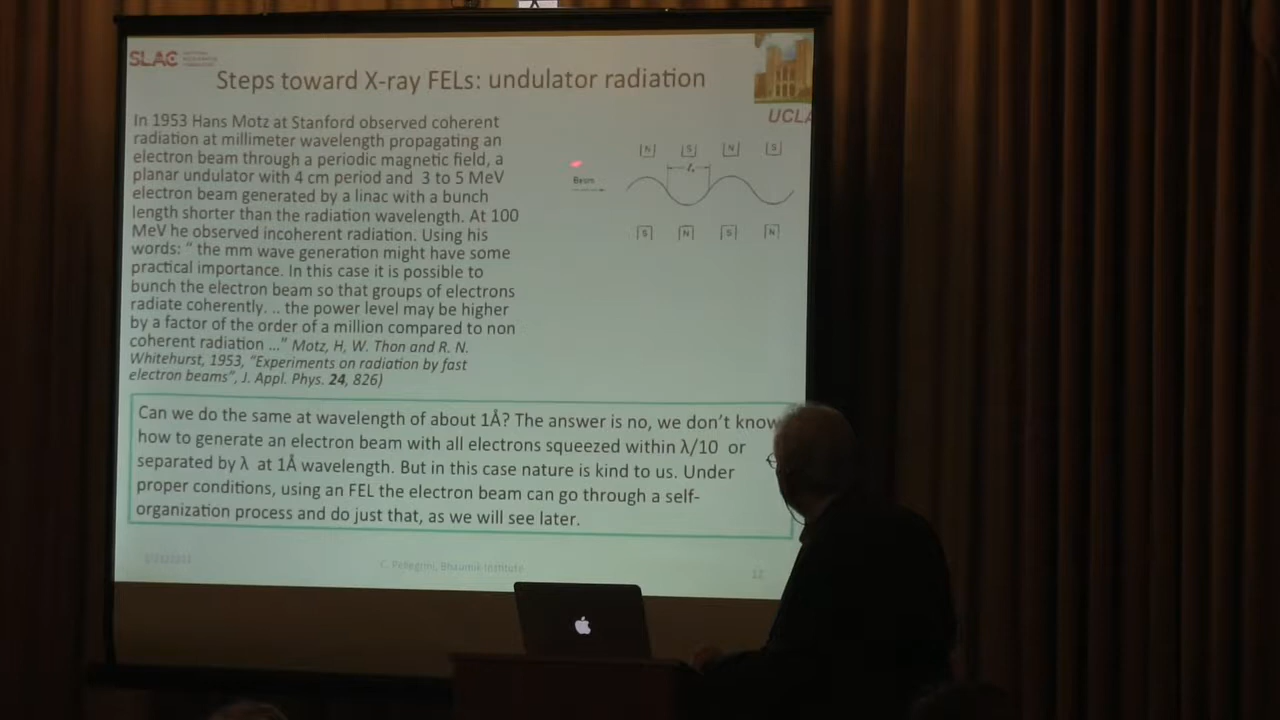 SLAC
Steps toward X-ray FELs: undulator radiation
UCLA
In 1953 Hans Motz at Stanford observed coherent
radiation at millimeter wavelength propagating an
electron beam through a periodic magnetic field, a
planar undulator with 4 cm period and 3 to 5 MeV
electron beam generated by a linac with a bunch
length shorter than the radiation wavelength. At 100
MeV he observed incoherent radiation. Using his
words: “ the mm wave generation might have some
practical importance. In this case it is possible to
bunch the electron beam so that groups of electrons
radiate coherently. .. the power level may be higher
by a factor of the order of a million compared to non
coherent radiation ...” Motz, H, W. Thon and R. N.
Whitehurst, 1953, “Experiments on radiation by fast
electron beams”, J. Appl. Phys. 24, 826)
N S N S
Beam
S N S N
Can we do the same at wavelength of about 1Å? The answer is no, we don’t know
how to generate an electron beam with all electrons squeezed within λ/10 or
separated by λ at 1Å wavelength. But in this case nature is kind to us. Under
proper conditions, using an FEL the electron beam can go through a self-
organization process and do just that, as we will see later.
C. Pellegrini, Bhaumik Institute
12